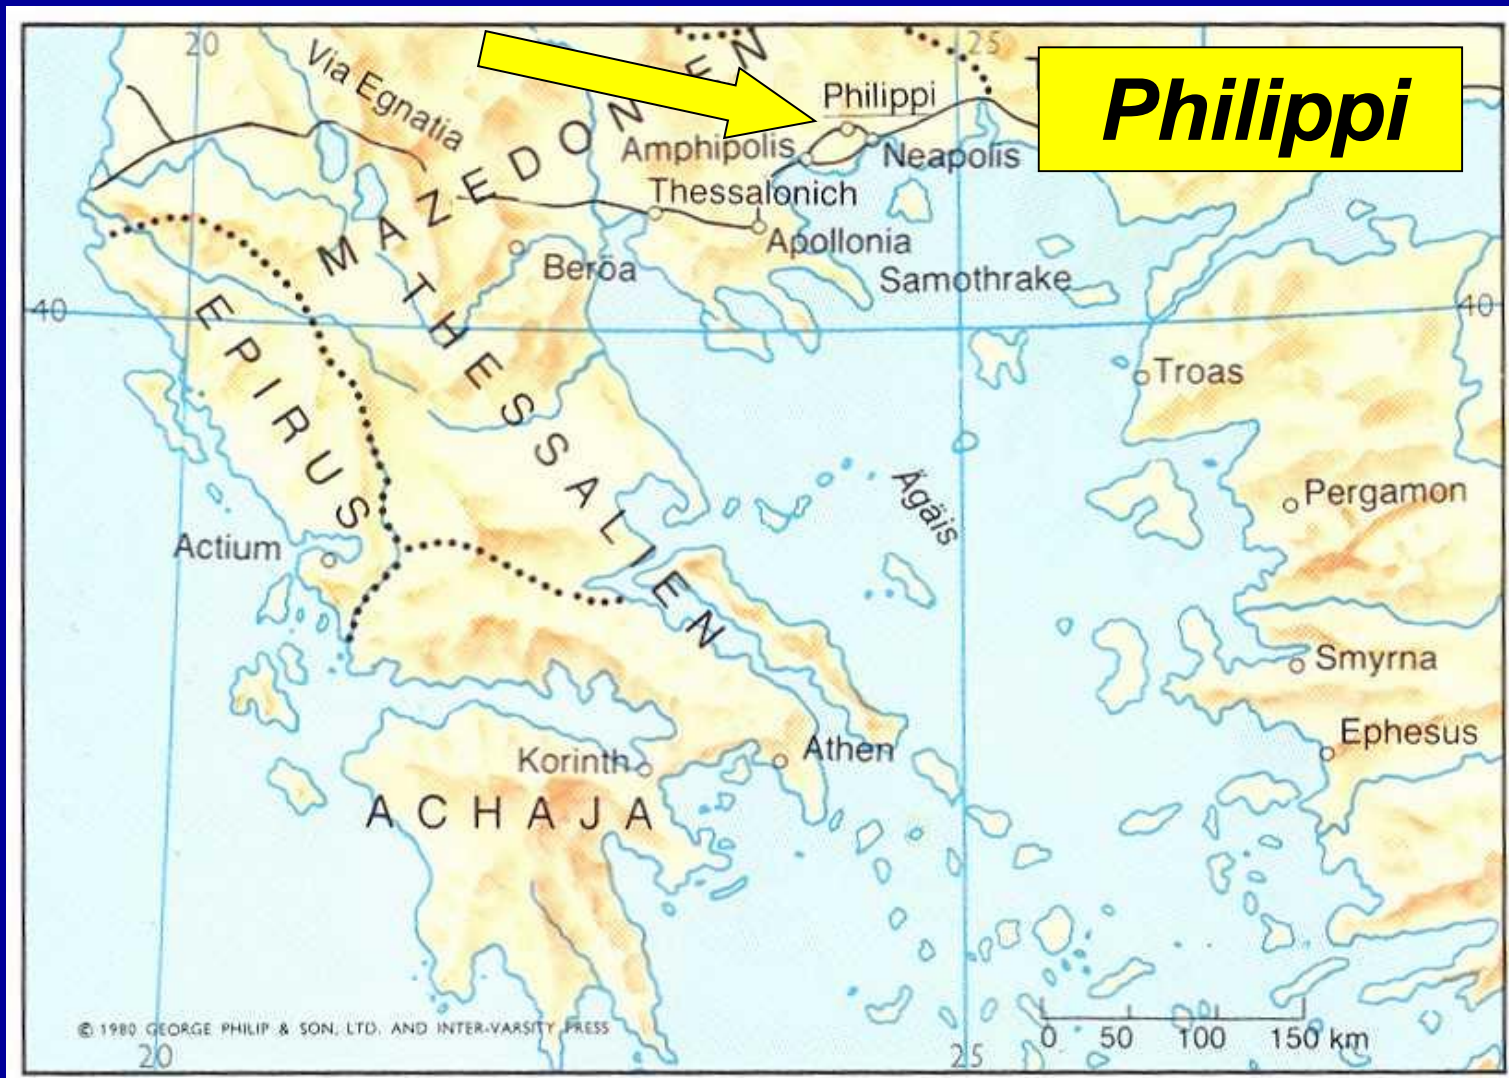 20
25
Via Egnatia
Philippi
Philippi
MAZEDONIEN
Amphipolis
Neapolis
Thessalonich
Apollonia
Beröa
Samothrake
40
40
EPIRUS
THESSALIEN
Troas
Ägäis
Pergamon
Actium
Smyrna
Ephesus
Korinth
Athen
ACHAJA
© 1980 GEORGE PHILIP & SON, LTD. AND INTER-VARSITY PRESS
0 50 100 150 km
20
25